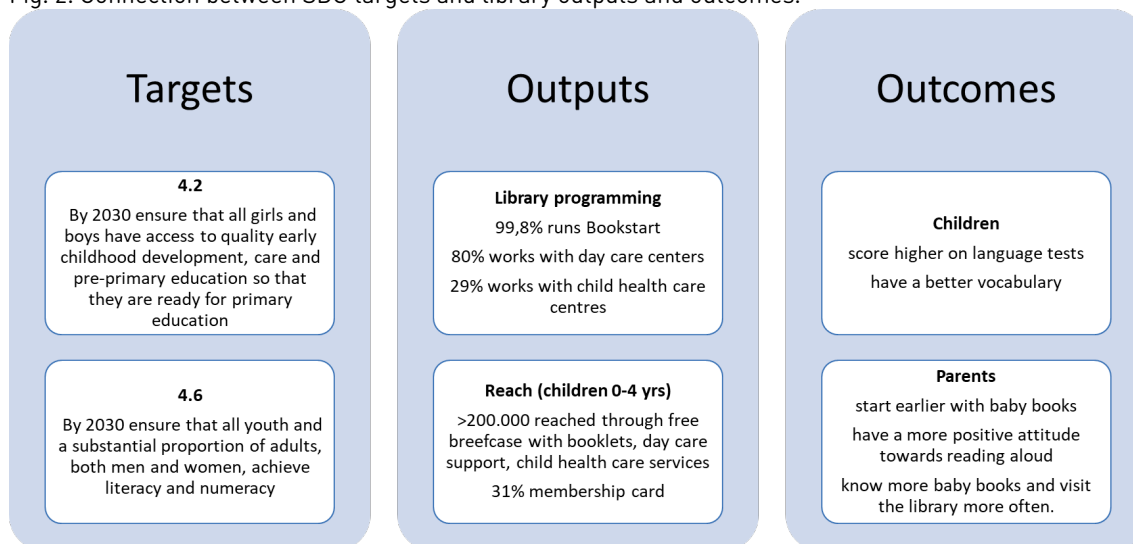 Fig. 2. Connection between SDG targets and library outputs and outcomes.
Targets
4.2
By 2030 ensure that all girls and
boys have access to quality early
childhood development, care and
pre-primary education so that
they are ready for primary
education
4.6
By 2030 ensure that all youth and
a substantial proportion of adults,
both men and women, achieve
literacy and numeracy
Outputs
Library programming
99,8% runs Bookstart
80% works with day care centers
29% works with child health care
centres
Reach (children 0-4 yrs)
>200.000 reached through free
breefcase with booklets, day care
support, child health care services
31% membership card
Outcomes
Children
score higher on language tests
have a better vocabulary
Parents
start earlier with baby books
have a more positive attitude
towards reading aloud
know more baby books and visit
the library more often.